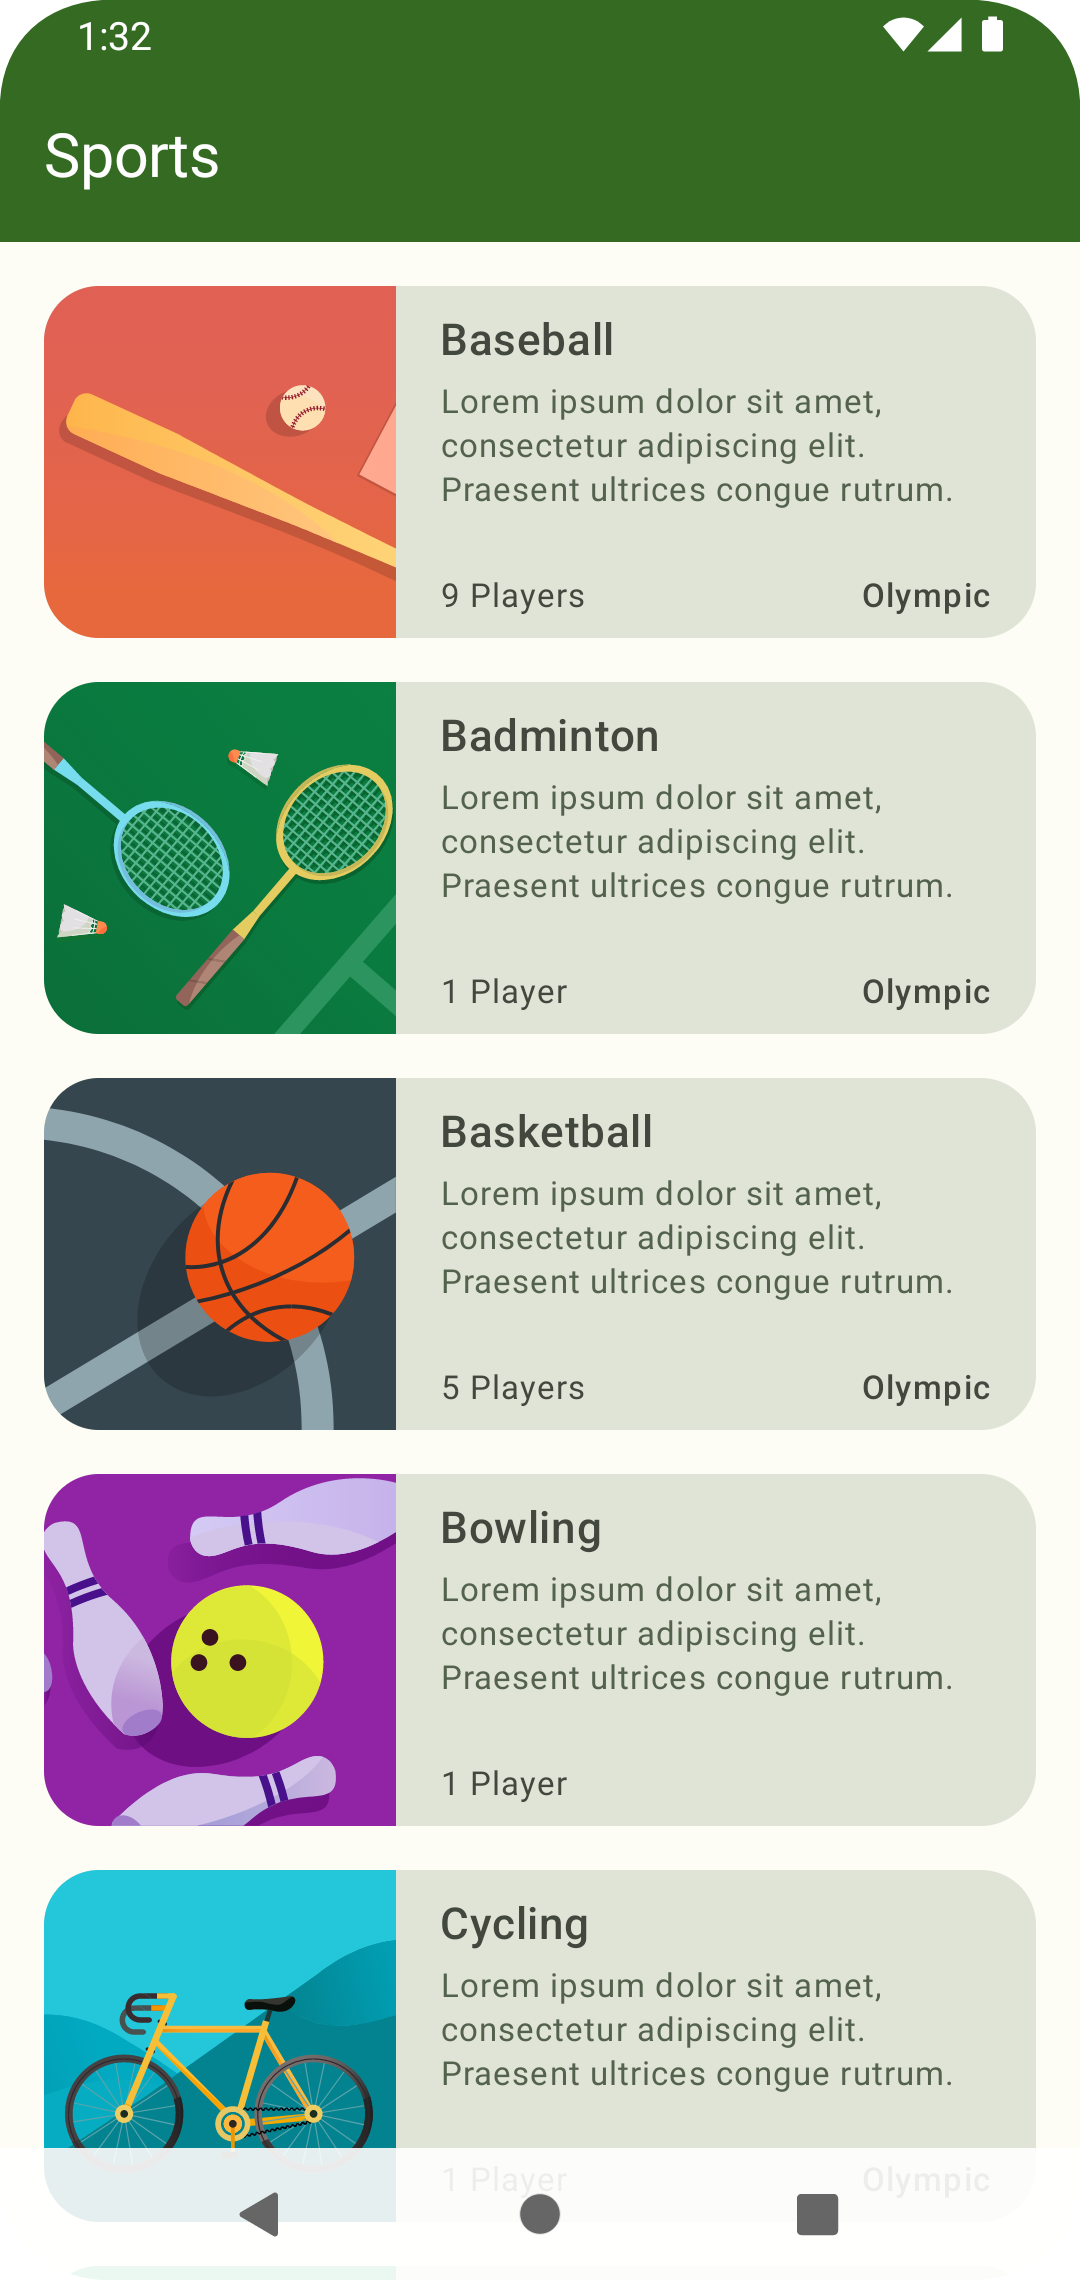 1:32
Sports
Baseball
Lorem ipsum dolor sit amet,
consectetur adipiscing elit.
Praesent ultrices congue rutrum.
9 Players Olympic
Badminton
Lorem ipsum dolor sit amet,
consectetur adipiscing elit.
Praesent ultrices congue rutrum.
1 Player Olympic
Basketball
Lorem ipsum dolor sit amet,
consectetur adipiscing elit.
Praesent ultrices congue rutrum.
5 Players Olympic
Bowling
Lorem ipsum dolor sit amet,
consectetur adipiscing elit.
Praesent ultrices congue rutrum.
1 Player
Cycling
Lorem ipsum dolor sit amet,
consectetur adipiscing elit.
Praesent ultrices congue rutrum.
1 Player Olympic